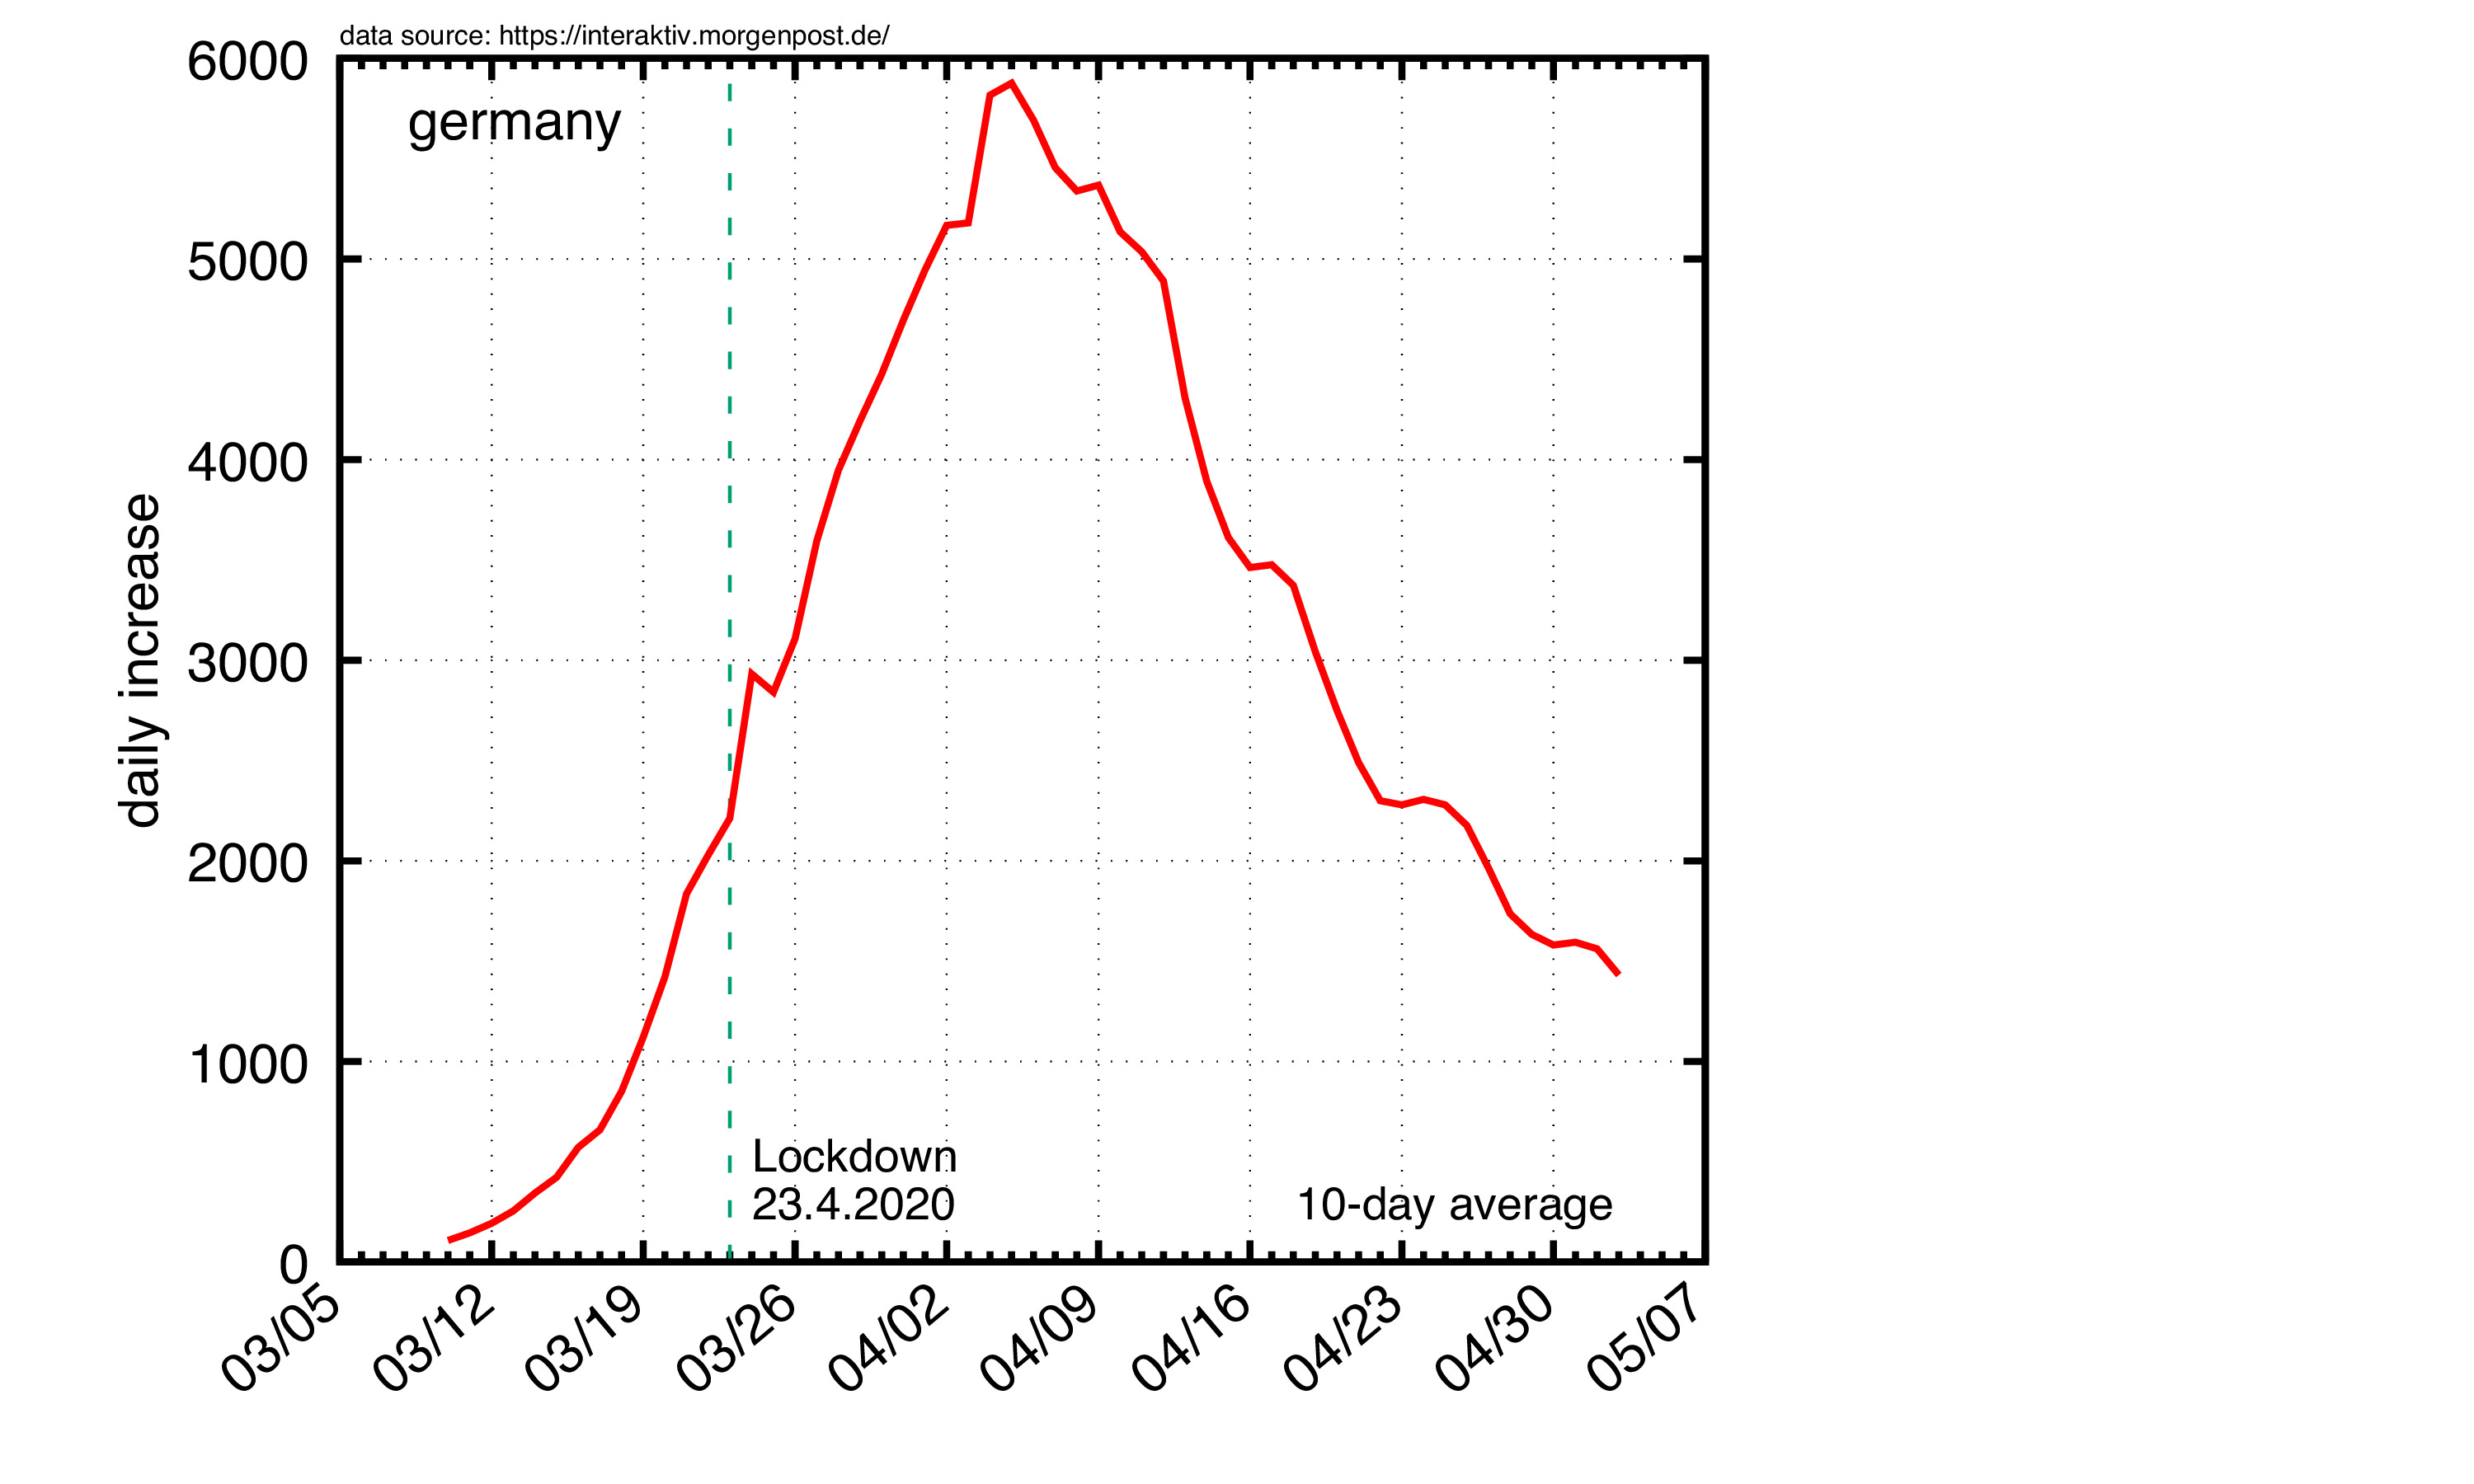 data source: https://interaktiv.morgenpost.de/
6000
germany
5000
4000
daily increase
3000
2000
1000
Lockdown
23.4.2020
10-day average
0
03/05 03/12 03/19 03/26 04/02 04/09 04/16 04/23 04/30 05/07